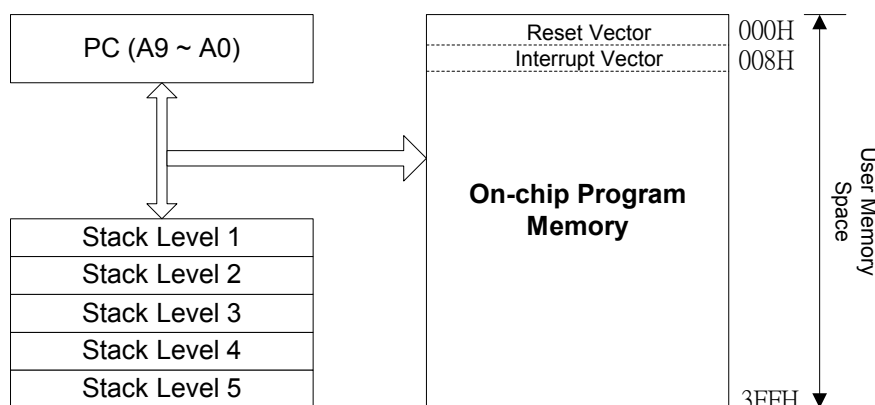 PC (A9 ~ A0)
Stack Level 1
Stack Level 2
Stack Level 3
Stack Level 4
Stack Level 5
Reset Vector
Interrupt Vector
On-chip Program
Memory
000H
008H
3FFH
User Memory
Space